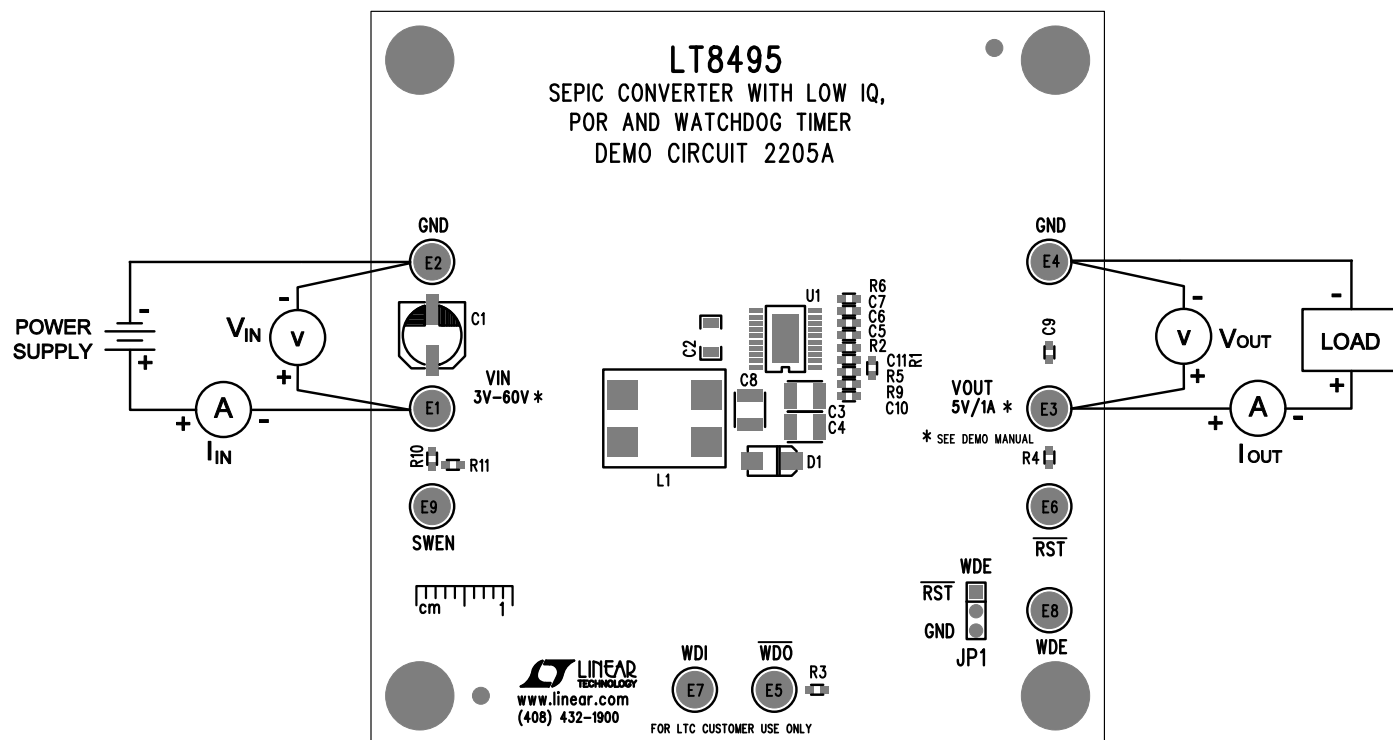 LT8495
SEPIC CONVERTER WITH LOW IQ,
POR AND WATCHDOG TIMER
DEMO CIRCUIT 2205A
GND
E2
-
-
POWER
SUPPLY
+
VIN
V
+
C1
VIN
3V-60V *
E1
+
A
-
IIN
R10
R11
E9
SWEN
cm 1
U1
R6
C7
C6
C5
R2
C11
R1
R5
R9
C10
C2
C8
C3
C4
D1
L1
GND
E4
-
-
C9
V
VOUT
LOAD
+
+
VOUT
5V/1A *
E3
+
A
-
IOUT
* SEE DEMO MANUAL
R4
E6
RST
WDE
RST
GND
JP1
E8
WDE
LINEAR
TECHNOLOGY
www.linear.com
(408) 432-1900
WDI
E7
WDO
E5
R3
FOR LTC CUSTOMER USE ONLY